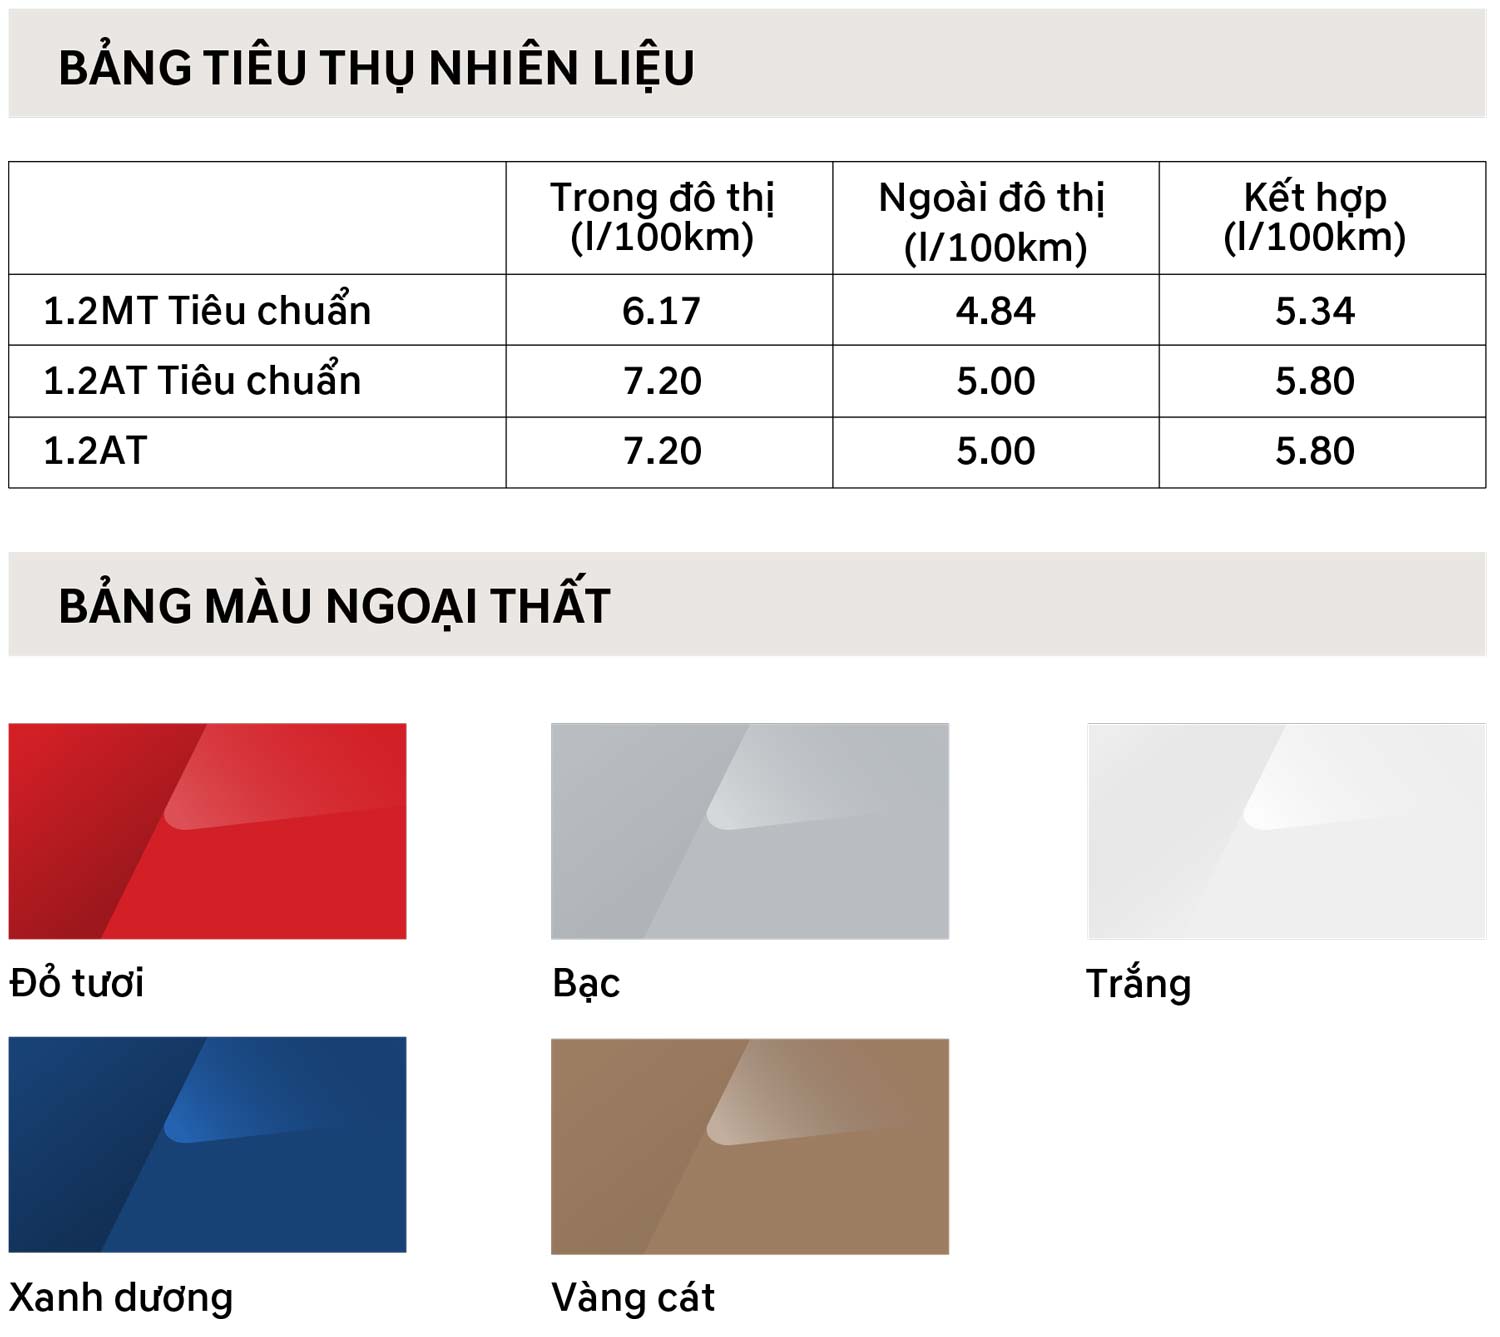 BẢNG TIÊU THỤ NHIÊN LIỆU
Trong đô thị Ngoài đô thị Kết hợp
(l/100km) (l/100km) (l/100km)
1.2MT Tiêu chuẩn 6.17 4.84 5.34
1.2AT Tiêu chuẩn 7.20 5.00 5.80
1.2AT 7.20 5.00 5.80
BẢNG MÀU NGOẠI THẤT
Đỏ tươi Bạc Trắng
Xanh dương Vàng cát